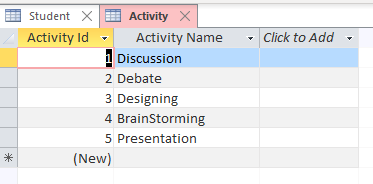 Student Activity
Activity Id Activity Name Click to Add
1 Discussion
2 Debate
3 Designing
4 BrainStorming
5 Presentation
* (New)